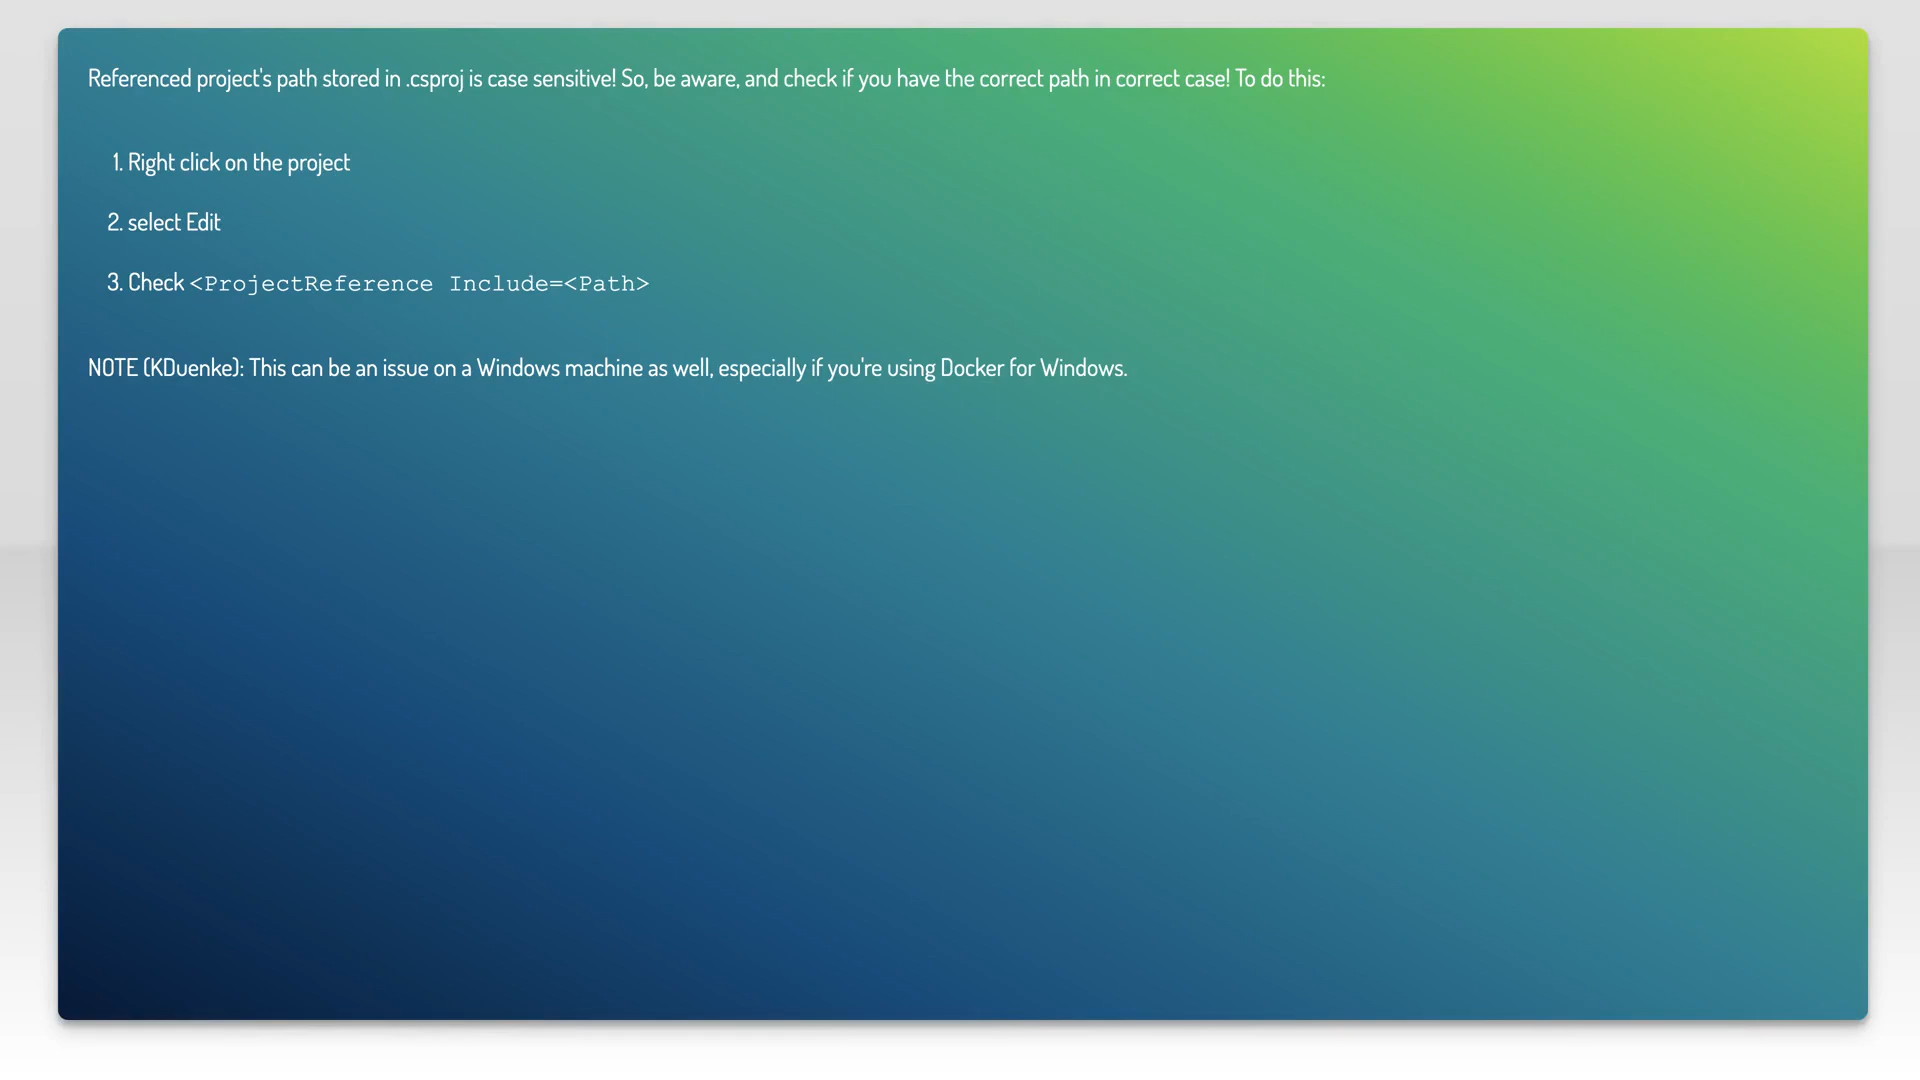 Referenced project's path stored in .csproj is case sensitive! So, be aware, and check if you have the correct path in correct case! To do this:
1. Right click on the project
2. select Edit
3. Check <ProjectReference Include=<Path>
NOTE (KDuenke): This can be an issue on a Windows machine as well, especially if you're using Docker for Windows.